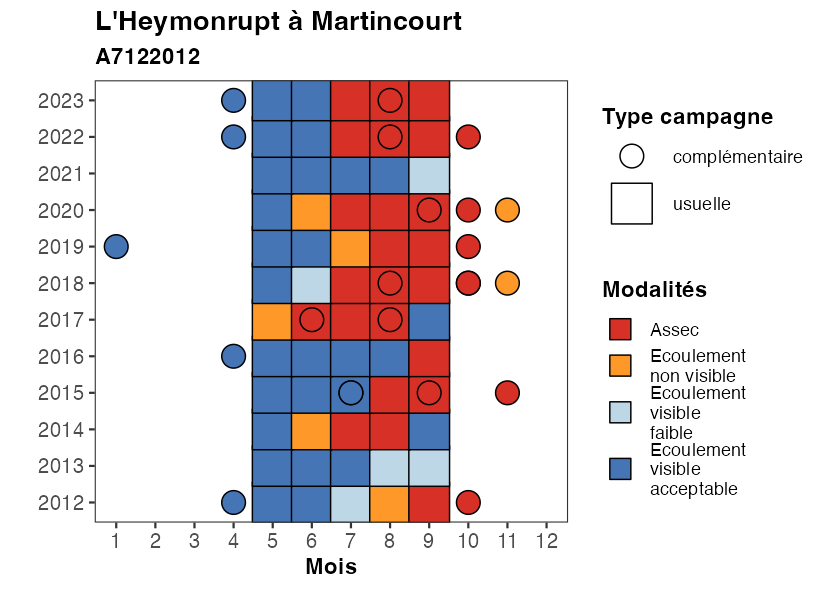 L'Heymonrupt à Martincourt
A7122012
2023
2022
2021
2020
2019
2018
2017
2016
2015
2014
2013
2012
1 2 3 4 5 6 7 8 9 10 11 12
Mois
Type campagne
complémentaire
usuelle
Modalités
Assec
Ecoulement
non visible
Ecoulement
visible
faible
Ecoulement
visible
acceptable